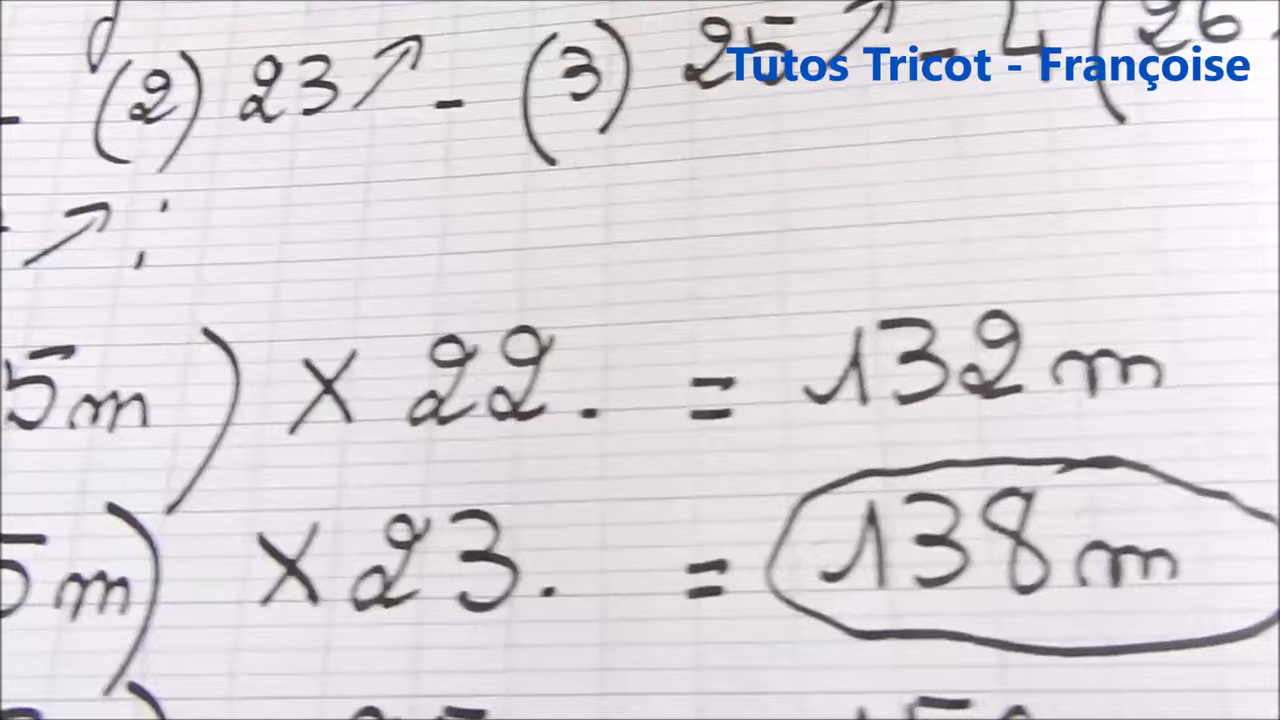 - (2) 23 ↗ - (3) 25 ↗ - 4 (26
Tutos Tricot - Françoise
↗ :
5m) × 22. = 132 m
5m) × 23. = 138 m